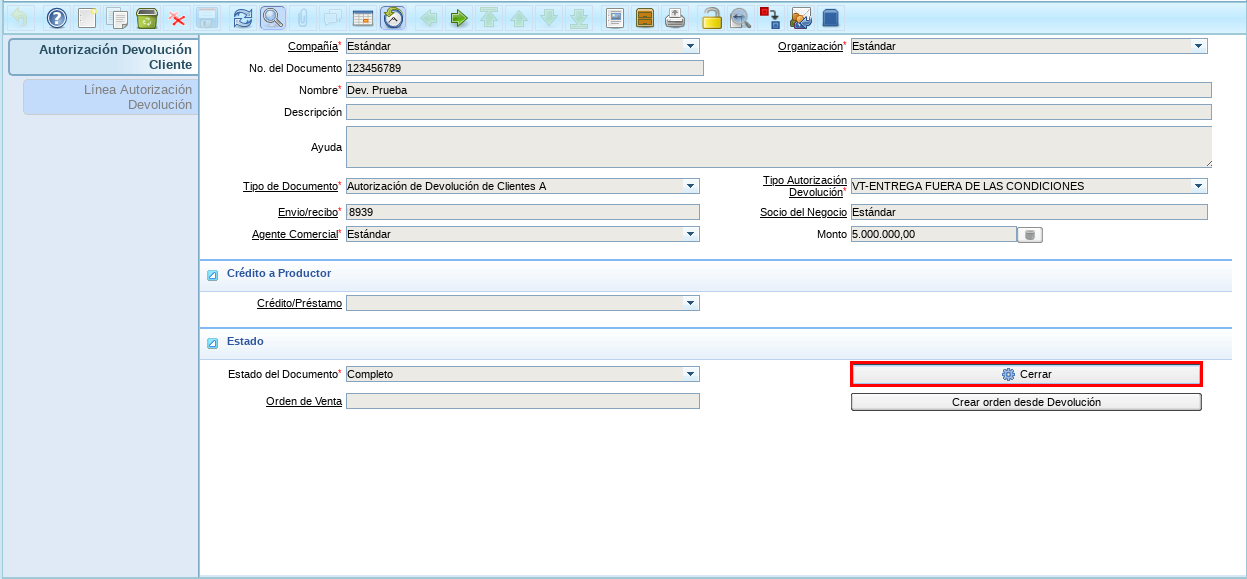 Autorización Devolución
Cliente
Línea Autorización
Devolución
Compañía* Estándar Organización* Estándar
No. del Documento 123456789
Nombre* Dev. Prueba
Descripción
Ayuda
Tipo de Documento* Autorización de Devolución de Clientes A Tipo Autorización
Devolución* VT-ENTREGA FUERA DE LAS CONDICIONES
Envio/recibo* 8939 Socio del Negocio Estándar
Agente Comercial* Estándar Monto 5.000.000,00
Crédito a Productor
Crédito/Préstamo
Estado
Estado del Documento* Completo Cerrar
Orden de Venta Crear orden desde Devolución